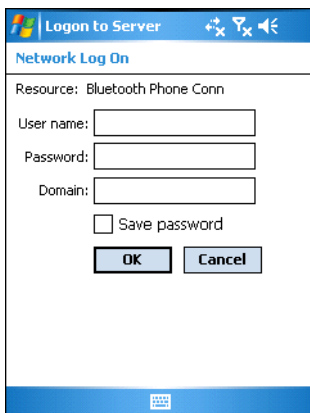 Logon to Server
Network Log On
Resource: Bluetooth Phone Conn
User name:
Password:
Domain:
Save password
OK Cancel